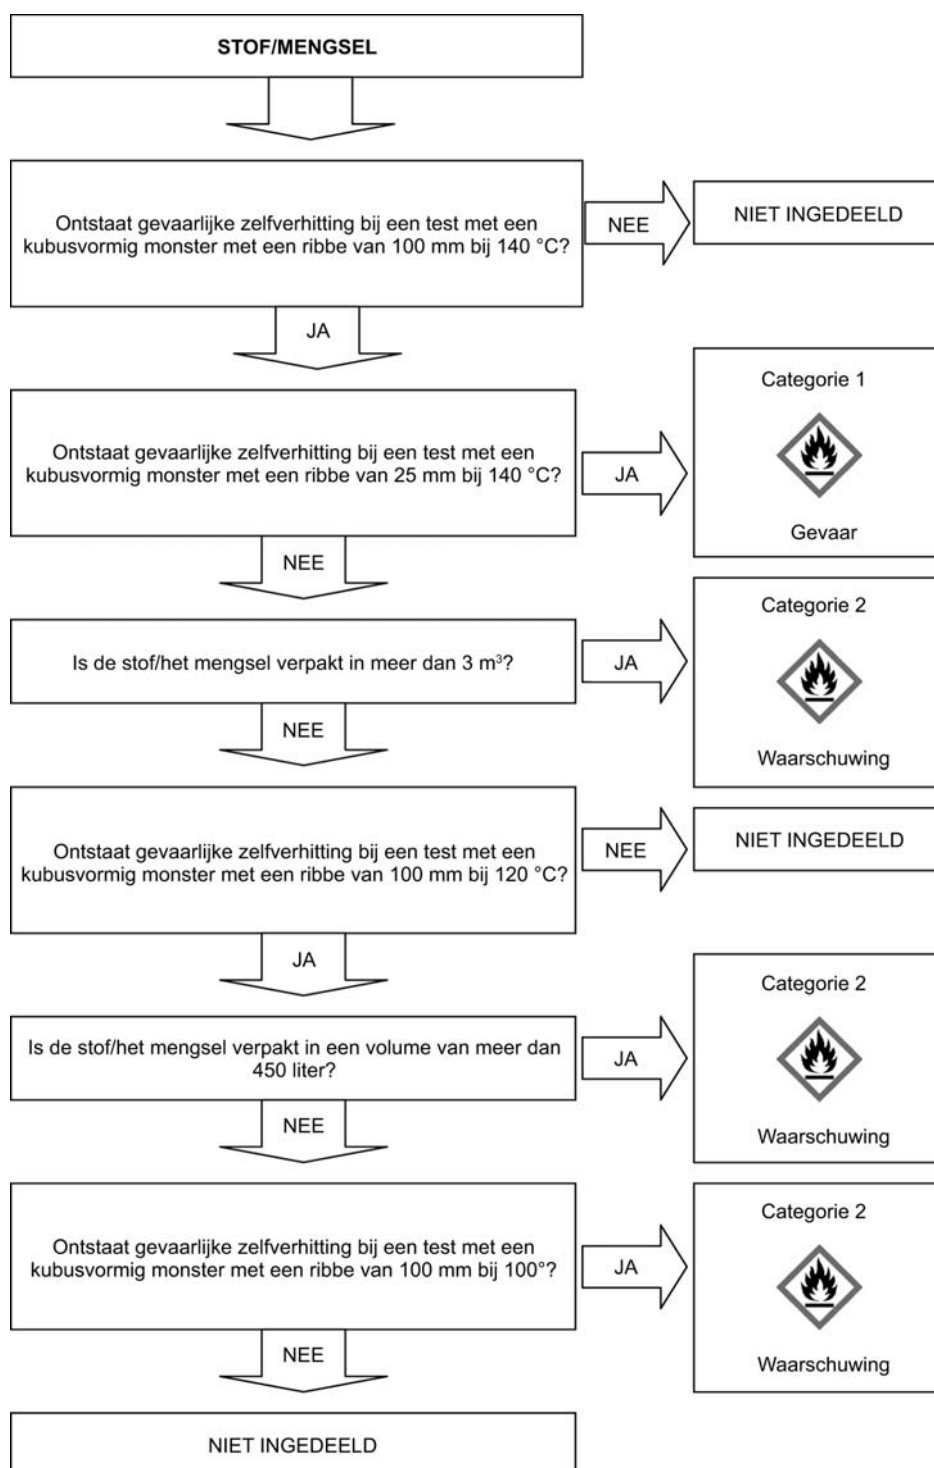 STOF/MENGSEL
Ontstaat gevaarlijke zelfverhitting bij een test met een
kubusvormig monster met een ribbe van 100 mm bij 140 °C?
NEE
NIET INGEDEELD
JA
Ontstaat gevaarlijke zelfverhitting bij een test met een
kubusvormig monster met een ribbe van 25 mm bij 140 °C?
JA
Categorie 1
Gevaar
NEE
Is de stof/het mengsel verpakt in meer dan 3 m³?
JA
Categorie 2
Waarschuwing
NEE
Ontstaat gevaarlijke zelfverhitting bij een test met een
kubusvormig monster met een ribbe van 100 mm bij 120 °C?
NEE
NIET INGEDEELD
JA
Is de stof/het mengsel verpakt in een volume van meer dan
450 liter?
JA
Categorie 2
Waarschuwing
NEE
Ontstaat gevaarlijke zelfverhitting bij een test met een
kubusvormig monster met een ribbe van 100 mm bij 100°?
JA
Categorie 2
Waarschuwing
NEE
NIET INGEDEELD